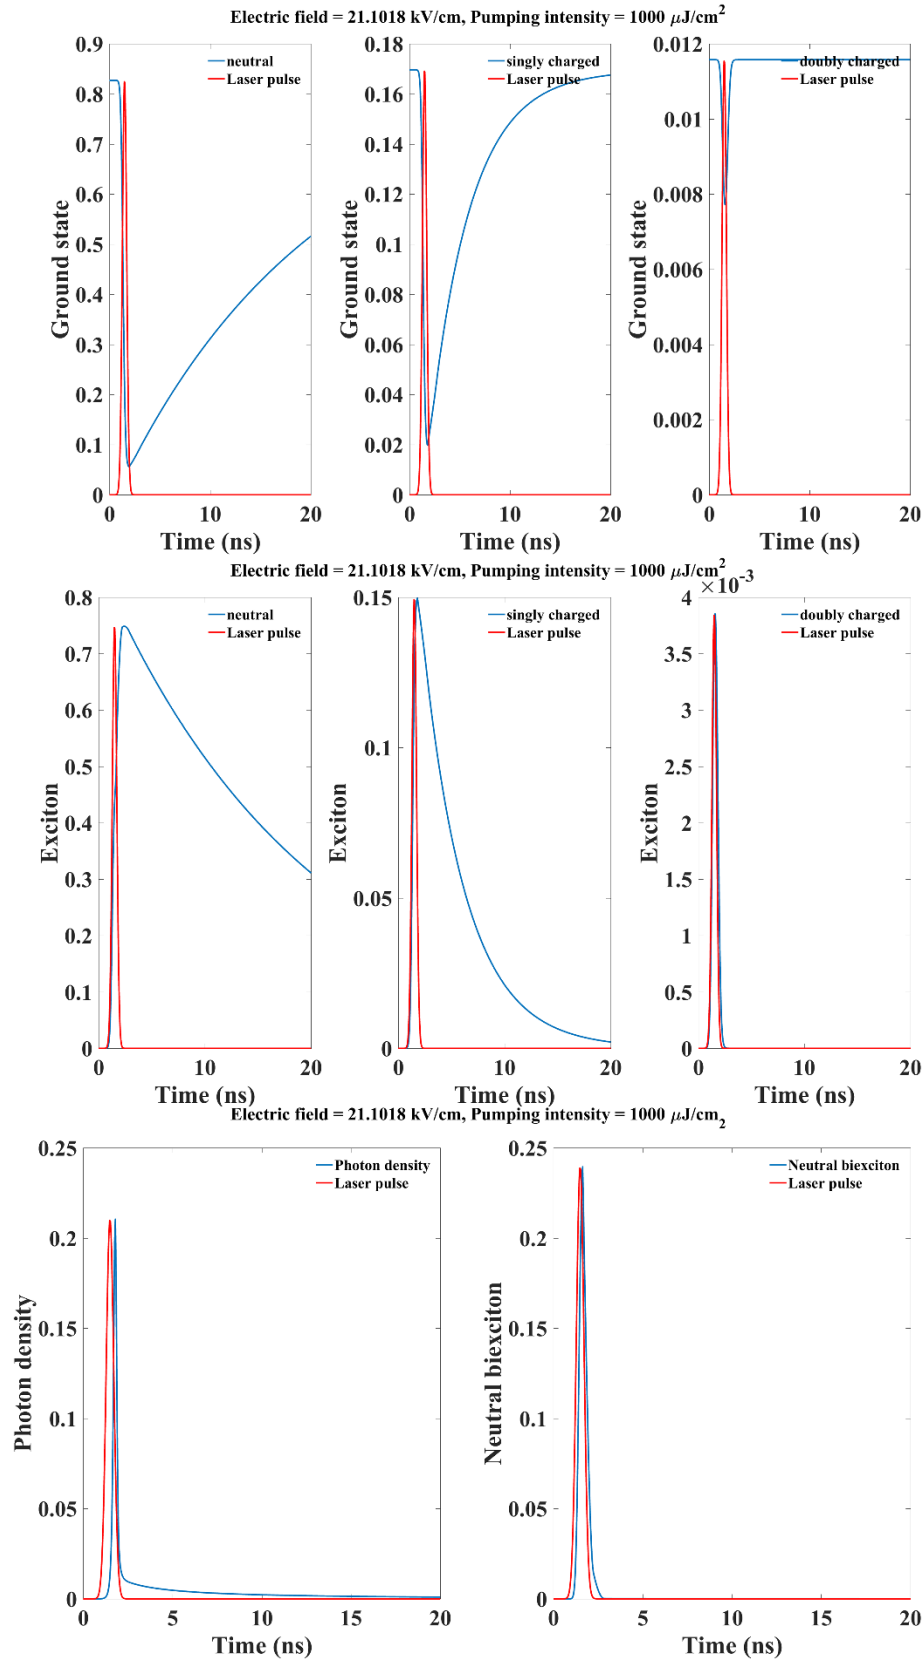 Electric field = 21.1018 kV/cm, Pumping intensity = 1000 μJ/cm²
0.9
0.8
0.7
0.6
0.5
0.4
0.3
0.2
0.1
0
Ground state
neutral
Laser pulse
0 10 20
Time (ns)
0.18
0.16
0.14
0.12
0.1
0.08
0.06
0.04
0.02
0
Ground state
singly charged
Laser pulse
0 10 20
Time (ns)
0.012
0.01
0.008
0.006
0.004
0.002
0
Ground state
doubly charged
Laser pulse
0 10 20
Time (ns)
Electric field = 21.1018 kV/cm, Pumping intensity = 1000 μJ/cm²
0.8
0.7
0.6
0.5
0.4
0.3
0.2
0.1
0
Exciton
neutral
Laser pulse
0 10 20
Time (ns)
0.15
0.1
0.05
0
Exciton
singly charged
Laser pulse
0 10 20
Time (ns)
×10⁻³
4
3.5
3
2.5
2
1.5
1
0.5
0
Exciton
doubly charged
Laser pulse
0 10 20
Time (ns)
Electric field = 21.1018 kV/cm, Pumping intensity = 1000 μJ/cm₂
0.25
0.2
0.15
0.1
0.05
0
Photon density
Photon density
Laser pulse
0 5 10 15 20
Time (ns)
0.25
0.2
0.15
0.1
0.05
0
Neutral biexciton
Neutral biexciton
Laser pulse
0 5 10 15 20
Time (ns)